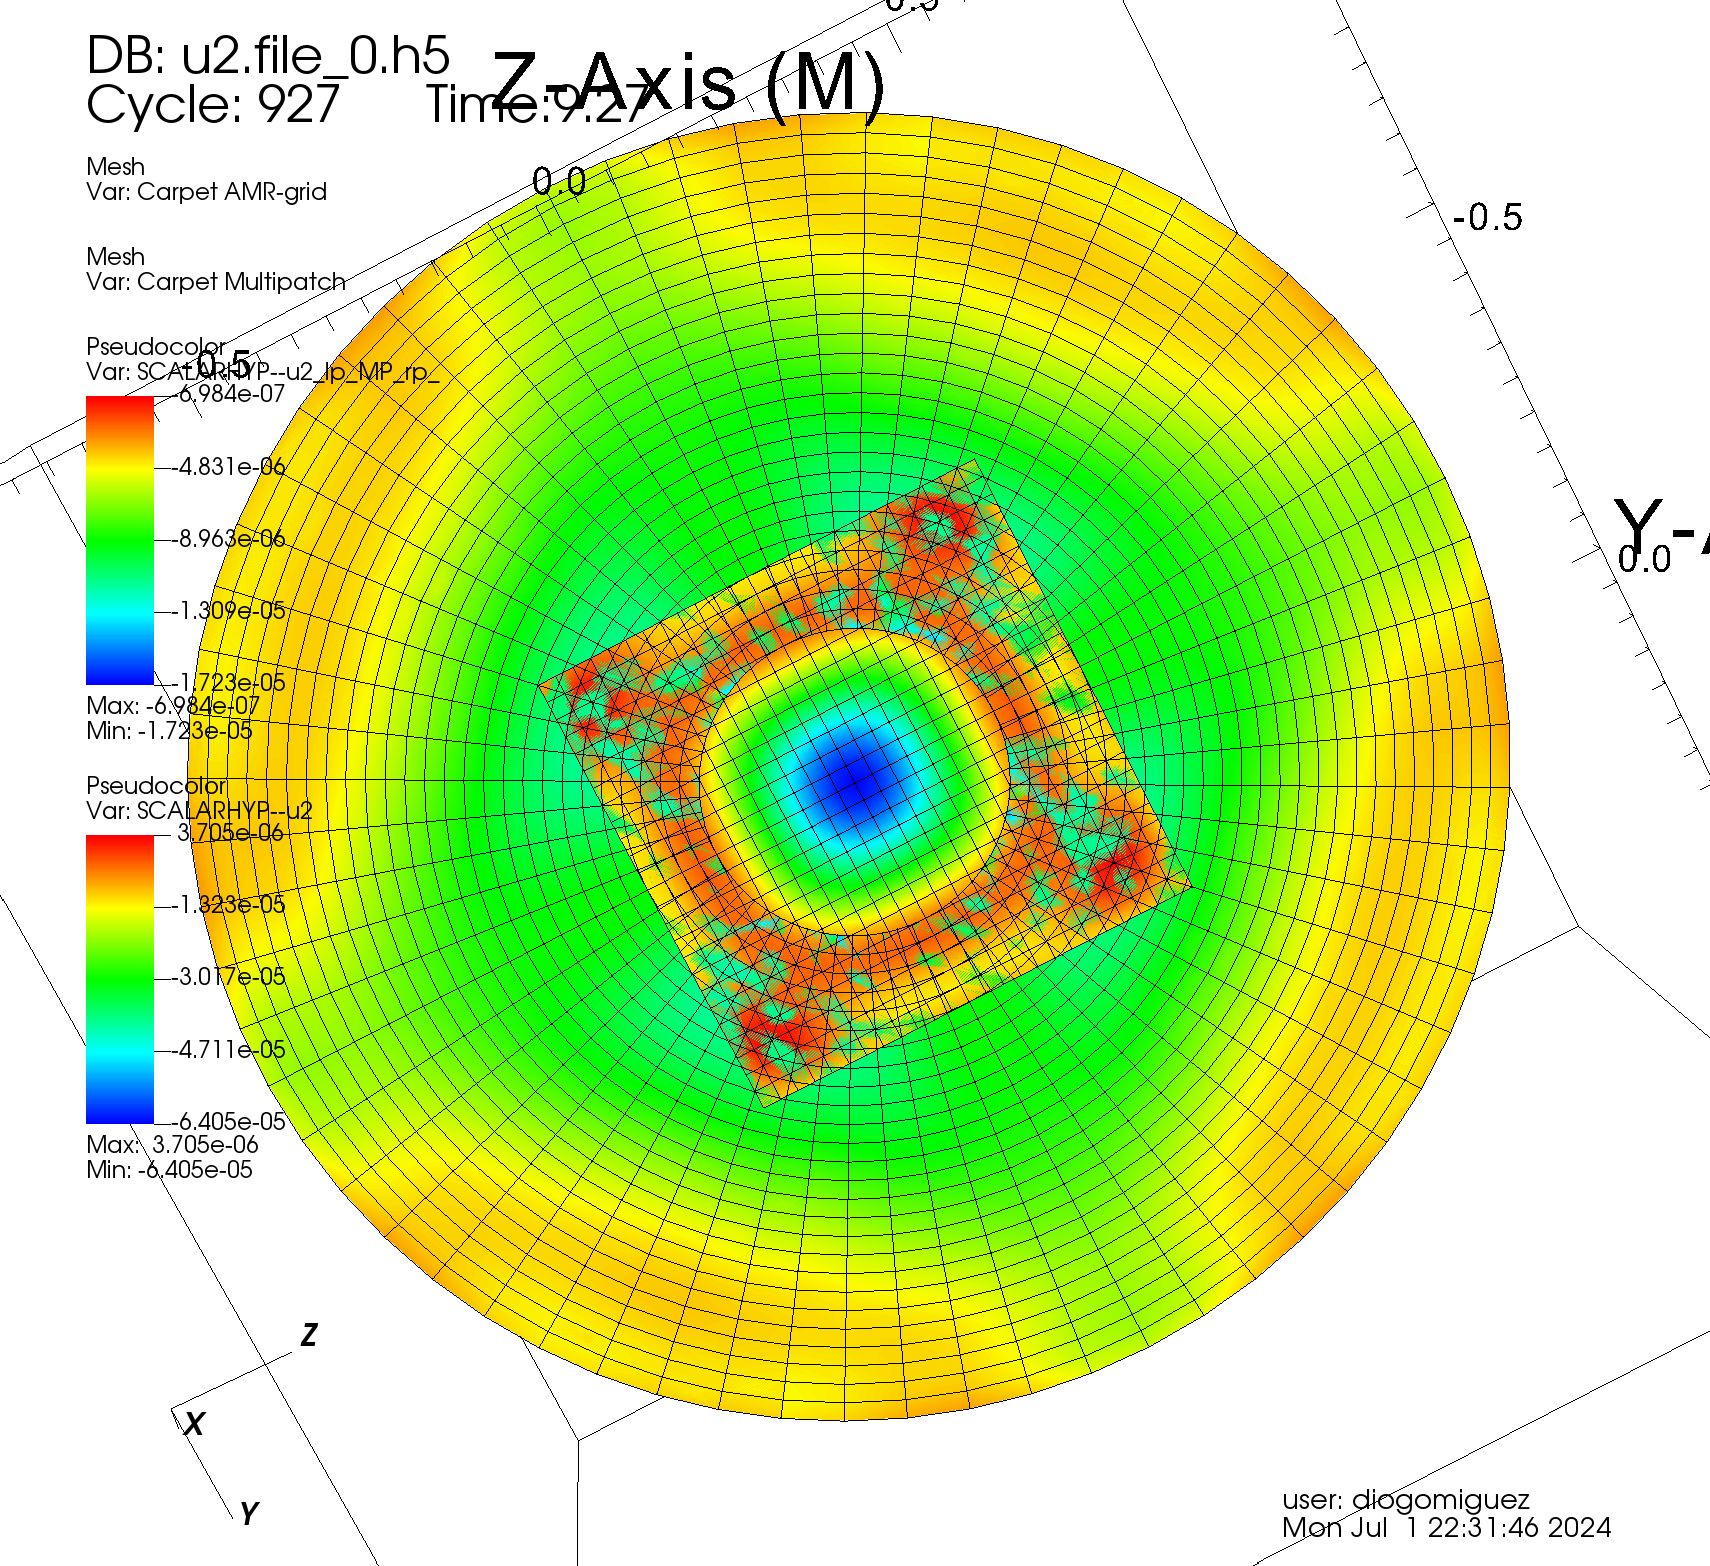 DB: u2.file_0.h5
Cycle: 927 Time:9.27
Z-Axis (M)
0.5
0.0
-0.5
Mesh
Var: Carpet AMR-grid
Mesh
Var: Carpet Multipatch
Pseudocolor
Var: SCALARHYP--u2_lp_MP_rp_
-6.984e-07
-4.831e-06
-8.963e-06
-1.309e-05
-1.723e-05
Max: -6.984e-07
Min: -1.723e-05
Pseudocolor
Var: SCALARHYP--u2
3.705e-06
-1.323e-05
-3.017e-05
-4.711e-05
-6.405e-05
Max: 3.705e-06
Min: -6.405e-05
-0.5
Y-A
0.0
Z
X
Y
user: diogomiguez
Mon Jul 1 22:31:46 2024